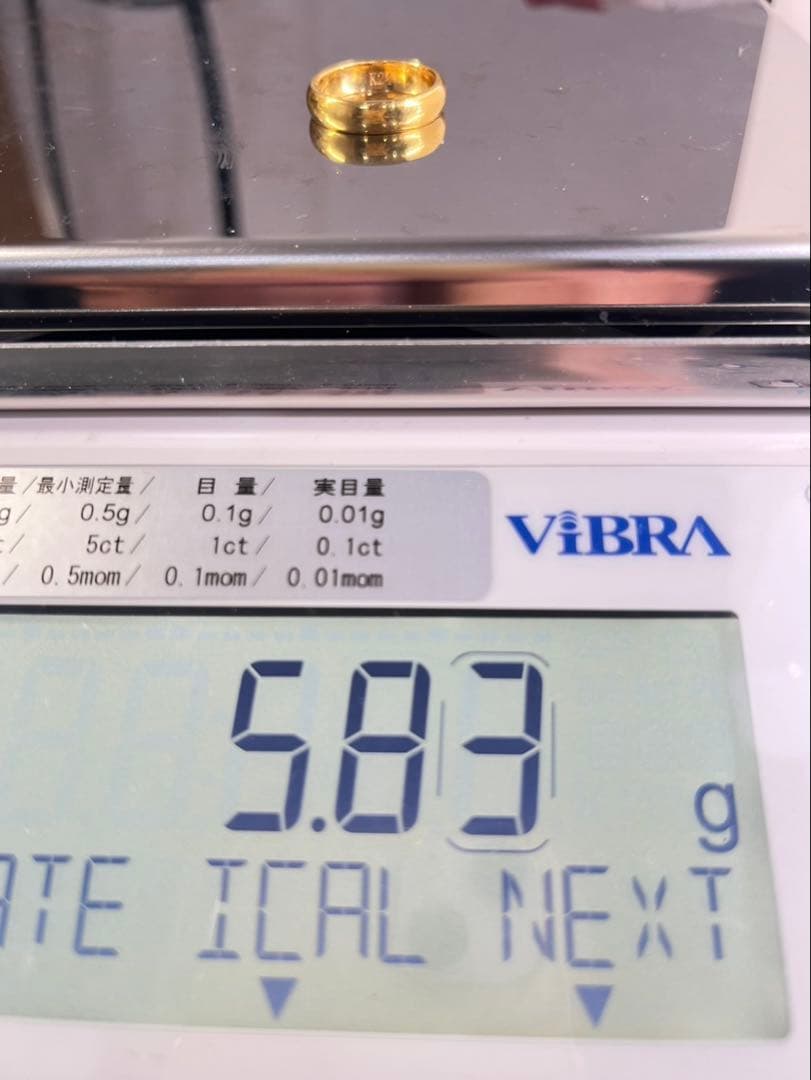 量/最小測定量/ 目 量/ 実目量
g/ 0.5g/ 0.1g/ 0.01g
/ 5ct/ 1ct/ 0.1ct
/ 0.5mom/ 0.1mom/ 0.01mom
ViBRA
5.83 g
ATE ICAL NEXT